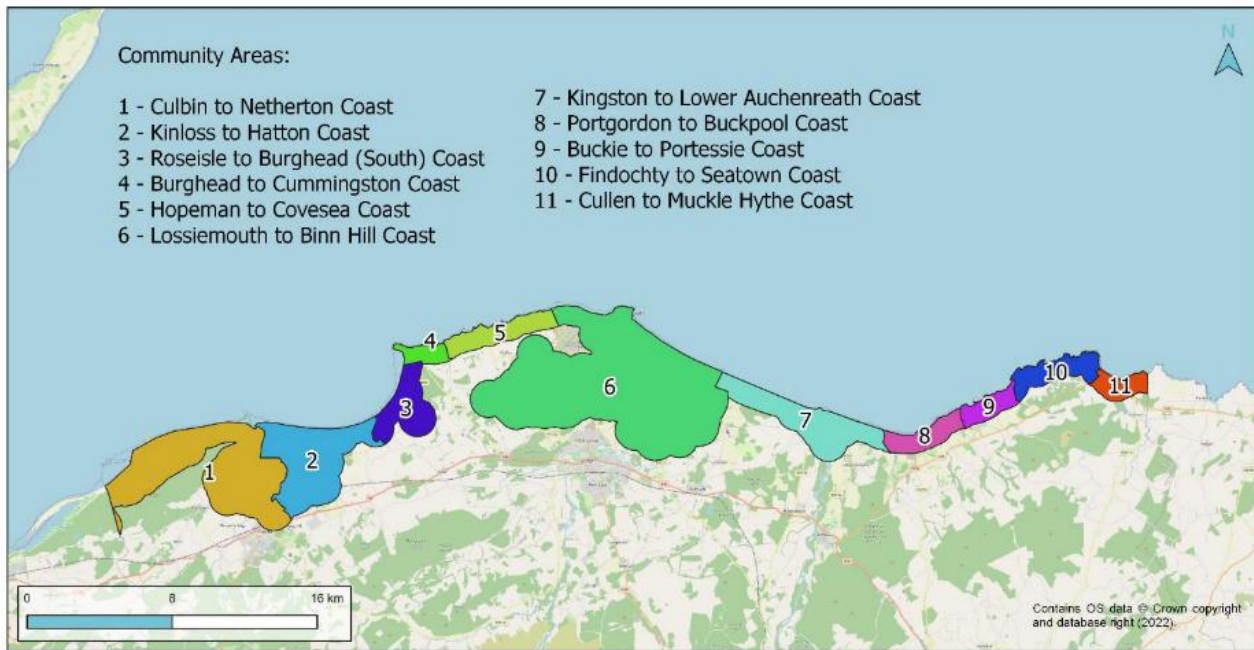 N
Community Areas:
1 - Culbin to Netherton Coast
2 - Kinloss to Hatton Coast
3 - Roseisle to Burghead (South) Coast
4 - Burghead to Cummingston Coast
5 - Hopeman to Covesea Coast
6 - Lossiemouth to Binn Hill Coast
7 - Kingston to Lower Auchenreath Coast
8 - Portgordon to Buckpool Coast
9 - Buckie to Portessie Coast
10 - Findochty to Seatown Coast
11 - Cullen to Muckle Hythe Coast
1
2
3
4
5
6
7
8
9
10
11
0 8 16 km
Contains OS data © Crown copyright
and database right (2022).